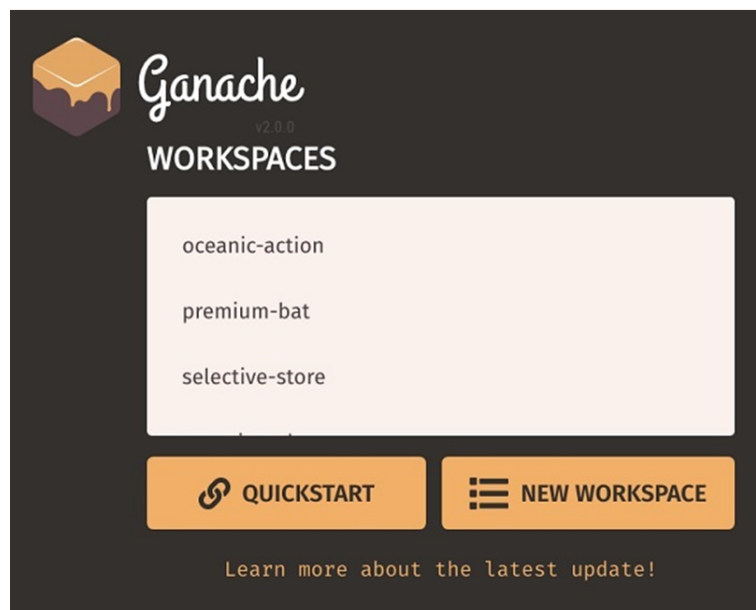 Ganache
v2.0.0
WORKSPACES
oceanic-action
premium-bat
selective-store
QUICKSTART
NEW WORKSPACE
Learn more about the latest update!